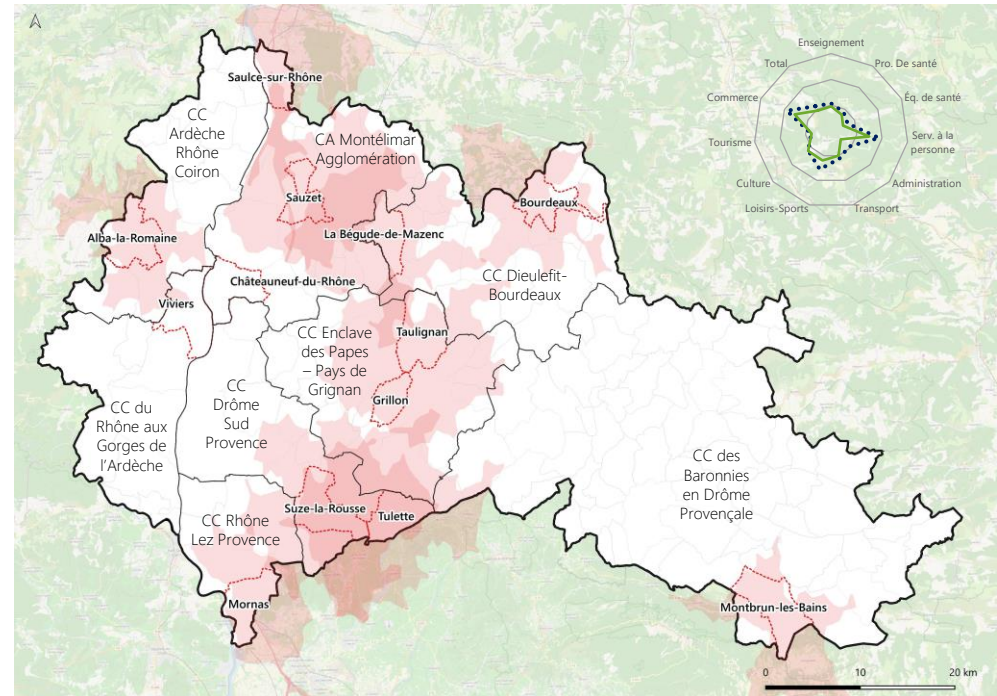 Enseignement
Total
Pro. De santé
Commerce
Éq. de santé
Tourisme
Serv. à la
personne
Culture
Administration
Loisirs-Sports
Transport
Saulce-sur-Rhône
CC
Ardèche
Rhône
Coiron
CA Montélimar
Agglomération
Sauzet
Bourdeaux
Alba-la-Romaine
La Bégude-de-Mazenc
CC Dieulefit-
Bourdeaux
Châteauneuf-du-Rhône
Viviers
CC Enclave
des Papes
– Pays de
Grignan
Taulignan
Grillon
CC
Drôme
Sud
Provence
CC du
Rhône aux
Gorges de
l'Ardèche
CC des
Baronnies
en Drôme
Provençale
Suze-la-Rousse
Tulette
CC Rhône
Lez Provence
Mornas
Montbrun-les-Bains
0 10 20 km